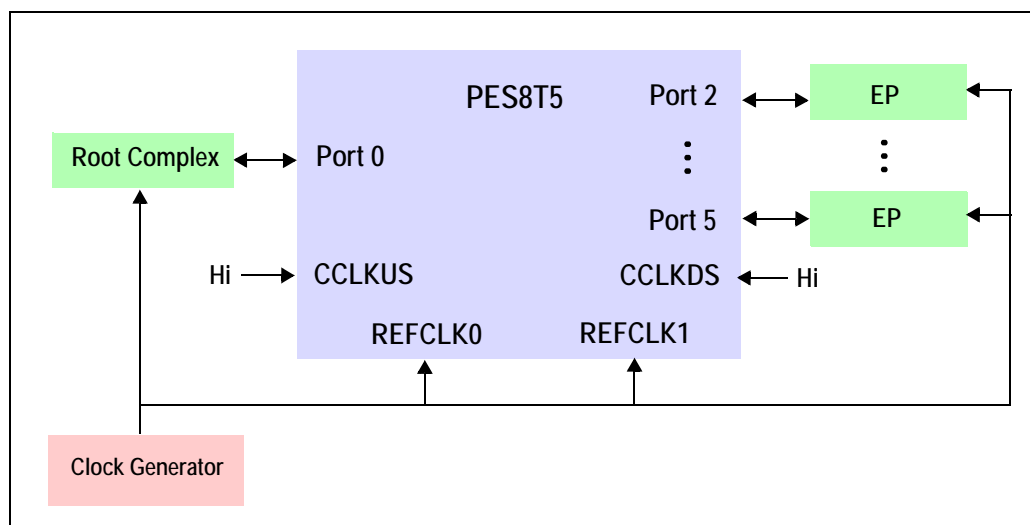 PES8T5
Port 2
EP
Root Complex
Port 0
Port 5
EP
Hi
CCLKUS
CCLKDS
Hi
REFCLK0
REFCLK1
Clock Generator